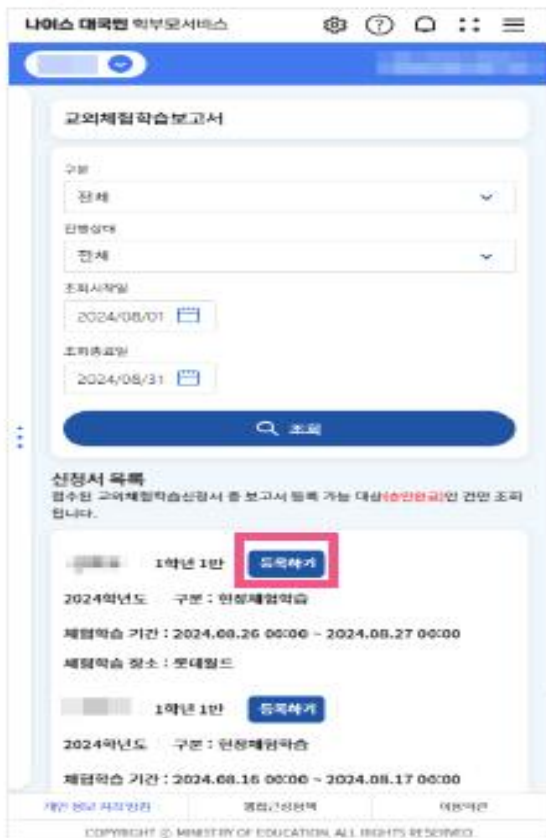 나이스 대국민 학부모서비스
교외체험학습보고서
구분
전체
진행상태
전체
조회시작일
2024/08/01
조회종료일
2024/08/31
조회
신청서 목록
접수된 교외체험학습신청서 중 보고서 등록 가능 대상(승인완료)인 건만 조회
됩니다.
1학년 1반 등록하기
2024학년도 구분 : 현장체험학습
체험학습 기간 : 2024.08.26 00:00 ~ 2024.08.27 00:00
체험학습 장소 : 롯데월드
1학년 1반 등록하기
2024학년도 구분 : 현장체험학습
체험학습 기간 : 2024.08.16 00:00 ~ 2024.08.17 00:00
개인정보처리방침 웹접근성정책 이용약관
COPYRIGHT © MINISTRY OF EDUCATION, ALL RIGHTS RESERVED.